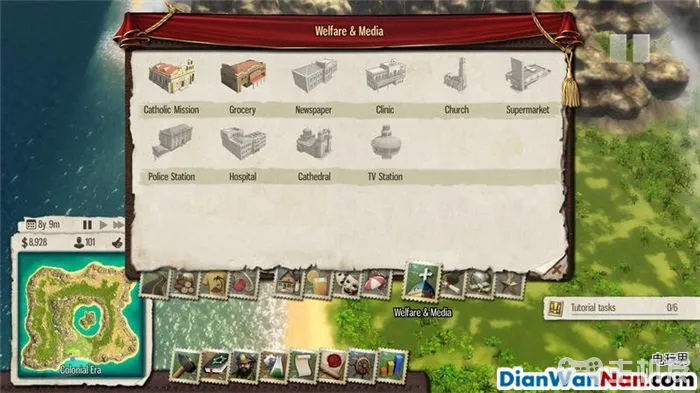 Welfare & Media
Catholic Mission Grocery Newspaper Clinic Church Supermarket
Police Station Hospital Cathedral TV Station
8y 9m
$ 8,928 101
Welfare & Media
Tutorial tasks 0/6
Colonial Era
电玩男
DianWanNan.com